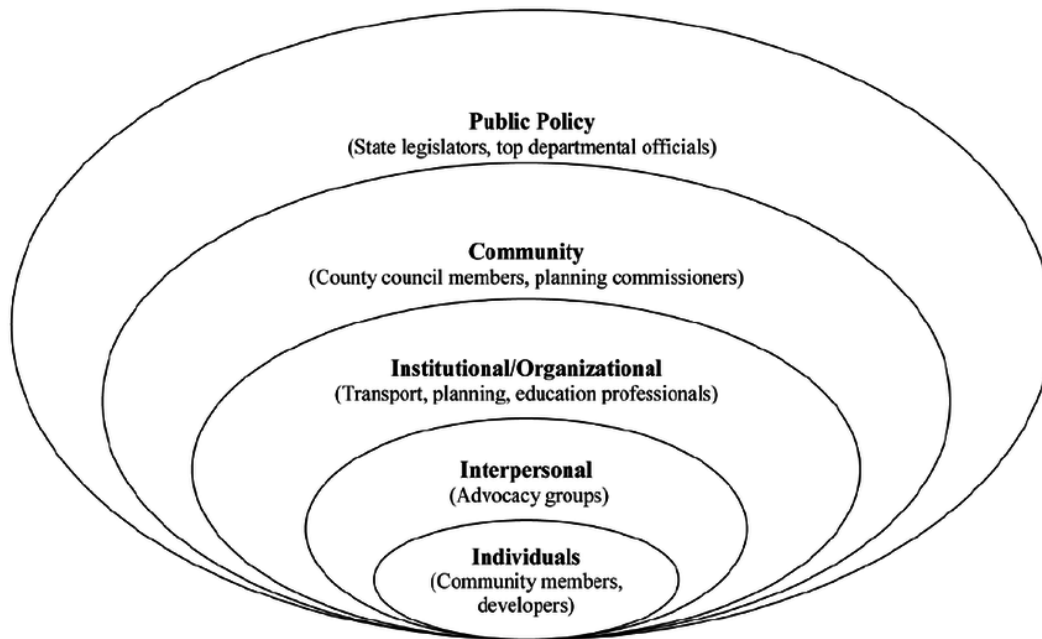 Public Policy
(State legislators, top departmental officials)
Community
(County council members, planning commissioners)
Institutional/Organizational
(Transport, planning, education professionals)
Interpersonal
(Advocacy groups)
Individuals
(Community members,
developers)